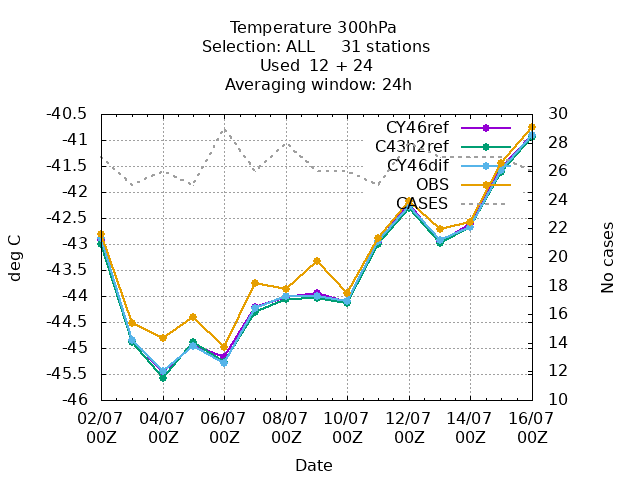 Temperature 300hPa
Selection: ALL 31 stations
Used 12 + 24
Averaging window: 24h
-40.5
-41
-41.5
-42
-42.5
-43
-43.5
-44
-44.5
-45
-45.5
-46
deg C
30
28
26
24
22
20
18
16
14
12
10
No cases
CY46ref
C43h2ref
CY46dif
OBS
CASES
02/07 04/07 06/07 08/07 10/07 12/07 14/07 16/07
00Z 00Z 00Z 00Z 00Z 00Z 00Z 00Z
Date